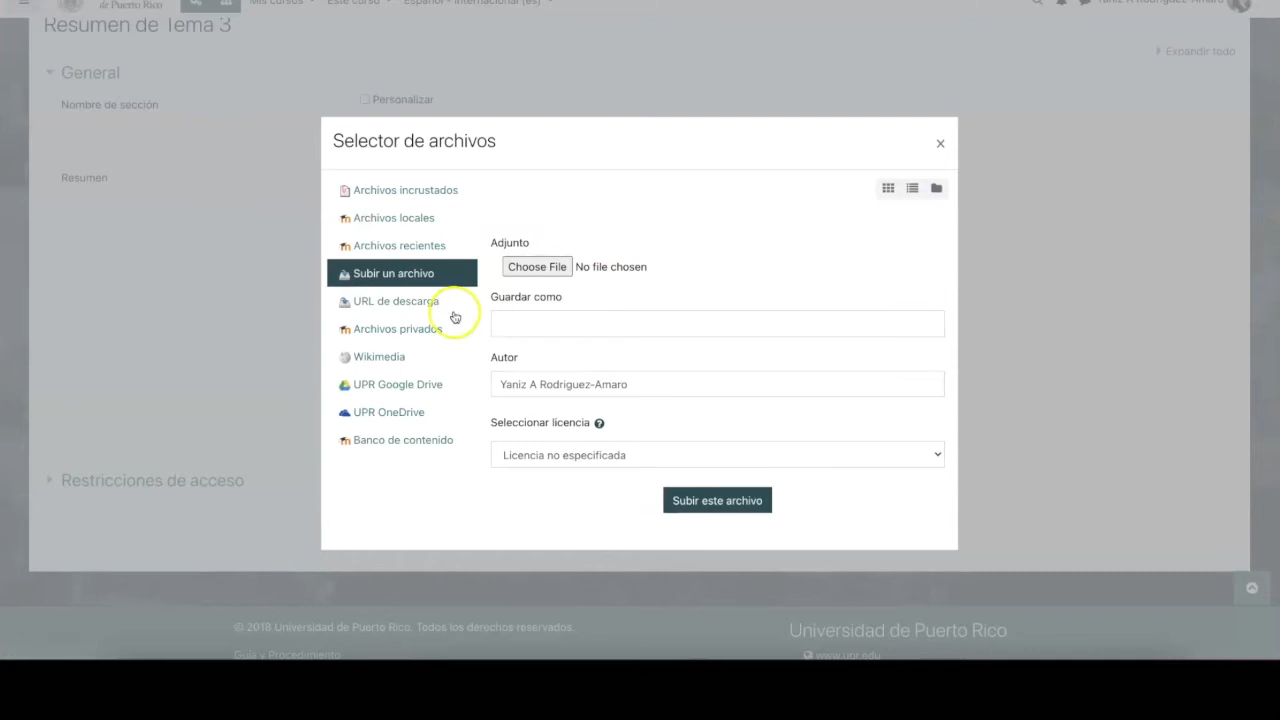 de Puerto Rico
Mis cursos
Este curso
Español - Internacional (es)
Yaniz A Rodriguez-Amaro
Resumen de Tema 3
Expandir todo
General
Nombre de sección
Personalizar
Resumen
Selector de archivos
×
Archivos incrustados
Archivos locales
Archivos recientes
Subir un archivo
URL de descarga
Archivos privados
Wikimedia
UPR Google Drive
UPR OneDrive
Banco de contenido
Adjunto
Choose File No file chosen
Guardar como
Autor
Yaniz A Rodriguez-Amaro
Seleccionar licencia ?
Licencia no especificada
Subir este archivo
Restricciones de acceso
© 2018 Universidad de Puerto Rico. Todos los derechos reservados.
Guía y Procedimiento
Universidad de Puerto Rico
www.upr.edu